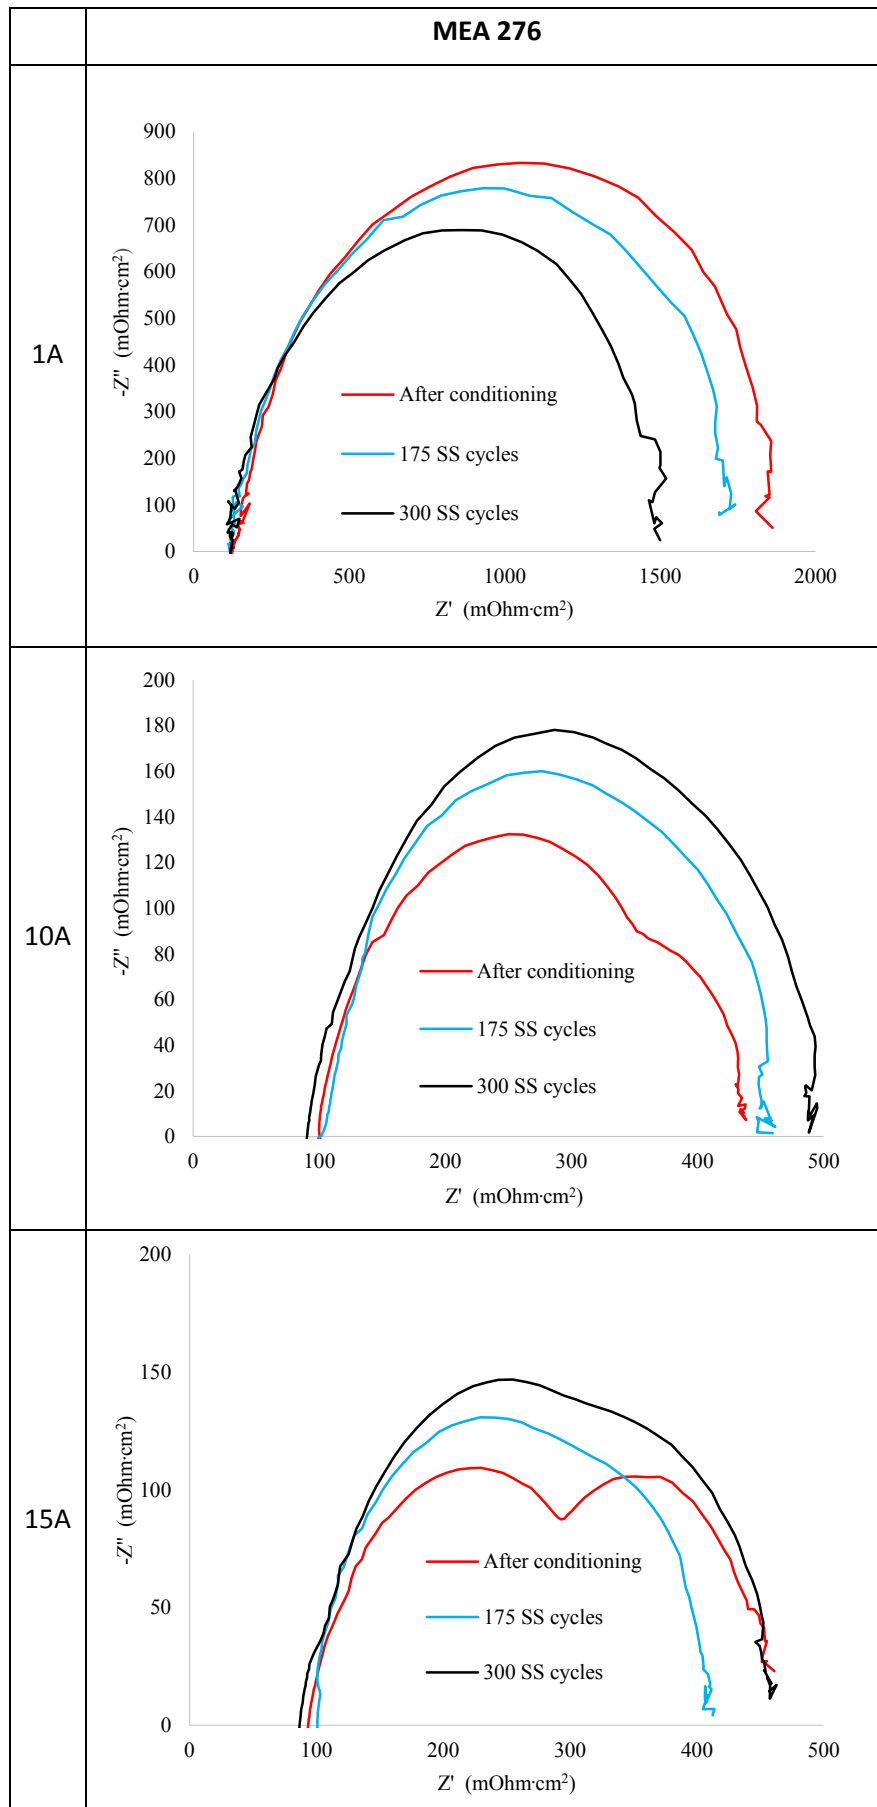 MEA 276
1A
900
800
700
600
500
400
300
200
100
0
-Z" (mOhm·cm²)
After conditioning
175 SS cycles
300 SS cycles
0 500 1000 1500 2000
Z' (mOhm·cm²)
10A
200
180
160
140
120
100
80
60
40
20
0
-Z" (mOhm·cm²)
After conditioning
175 SS cycles
300 SS cycles
0 100 200 300 400 500
Z' (mOhm·cm²)
15A
200
150
100
50
0
-Z" (mOhm·cm²)
After conditioning
175 SS cycles
300 SS cycles
0 100 200 300 400 500
Z' (mOhm·cm²)